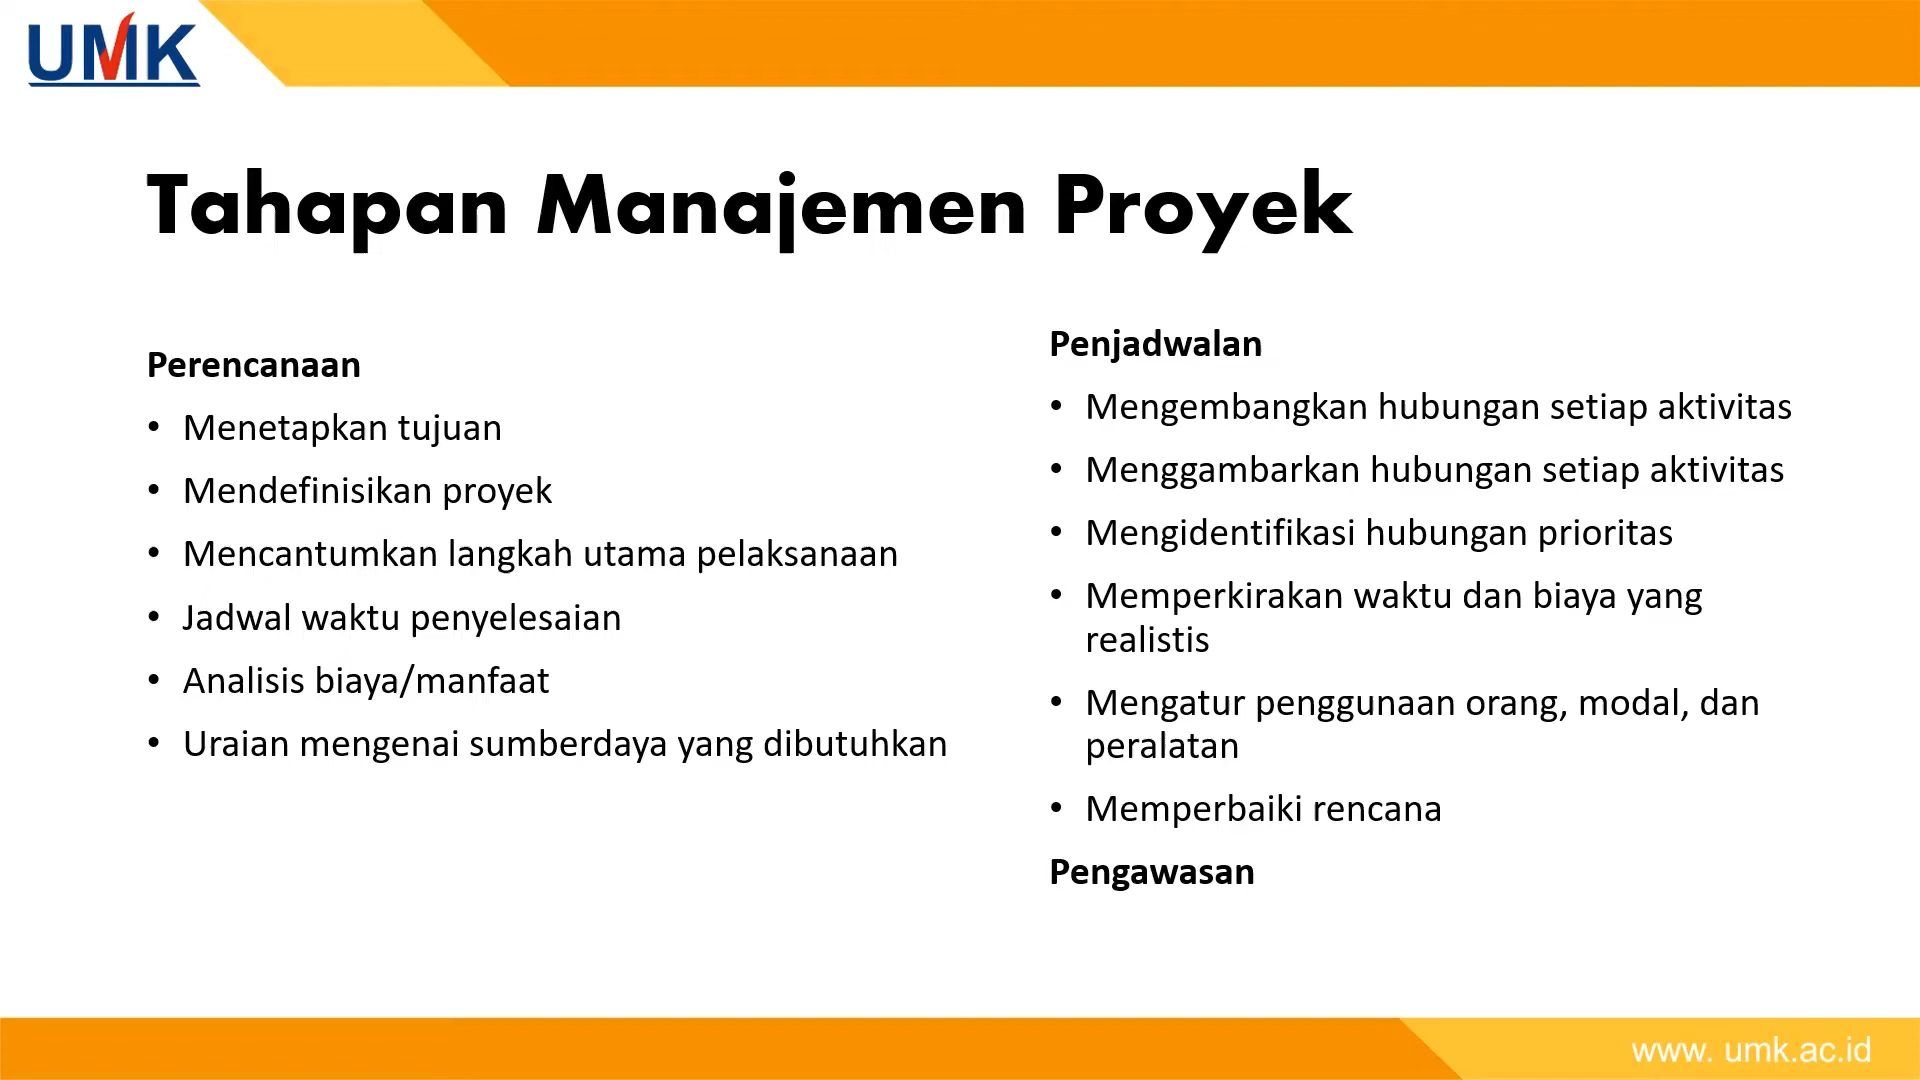 UMK
Tahapan Manajemen Proyek
Perencanaan
• Menetapkan tujuan
• Mendefinisikan proyek
• Mencantumkan langkah utama pelaksanaan
• Jadwal waktu penyelesaian
• Analisis biaya/manfaat
• Uraian mengenai sumberdaya yang dibutuhkan
Penjadwalan
• Mengembangkan hubungan setiap aktivitas
• Menggambarkan hubungan setiap aktivitas
• Mengidentifikasi hubungan prioritas
• Memperkirakan waktu dan biaya yang
realistis
• Mengatur penggunaan orang, modal, dan
peralatan
• Memperbaiki rencana
Pengawasan
www. umk.ac.id